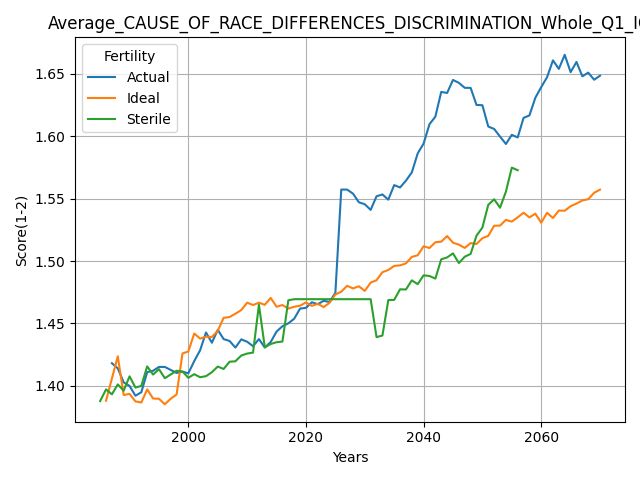 Average_CAUSE_OF_RACE_DIFFERENCES_DISCRIMINATION_Whole_Q1_I
Fertility
Actual
Ideal
Sterile
1.65
1.60
1.55
1.50
1.45
1.40
Score(1-2)
2000 2020 2040 2060
Years